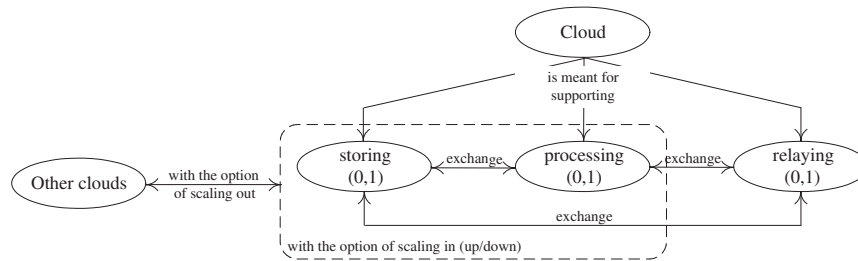 Cloud
is meant for
supporting
storing
(0,1)
exchange
processing
(0,1)
exchange
relaying
(0,1)
Other clouds
with the option
of scaling out
exchange
with the option of scaling in (up/down)